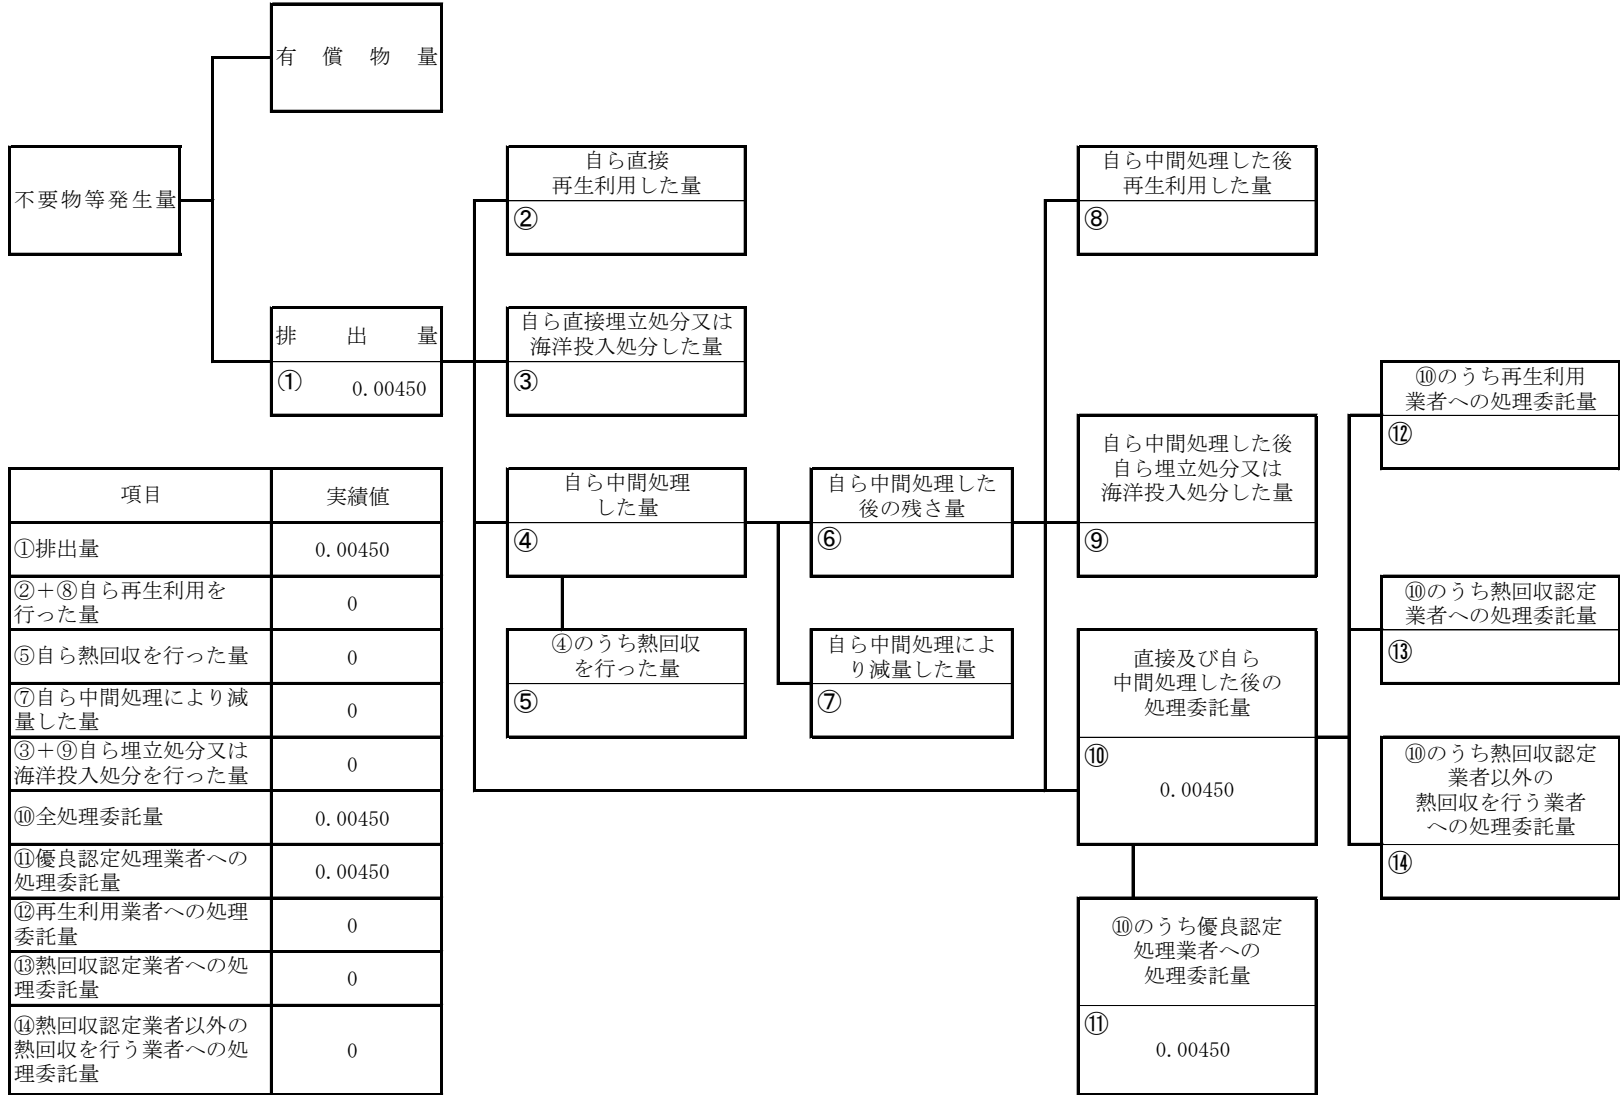 有償物量
不要物等発生量
排出量
① 0.00450
自ら直接
再生利用した量
②
自ら直接埋立処分又は
海洋投入処分した量
③
自ら中間処理
した量
④
④のうち熱回収
を行った量
⑤
自ら中間処理した
後の残さ量
⑥
自ら中間処理によ
り減量した量
⑦
自ら中間処理した後
再生利用した量
⑧
自ら中間処理した後
自ら埋立処分又は
海洋投入処分した量
⑨
直接及び自ら
中間処理した後の
処理委託量
⑩
0.00450
⑩のうち優良認定
処理業者への
処理委託量
⑪
0.00450
⑩のうち再生利用
業者への処理委託量
⑫
⑩のうち熱回収認定
業者への処理委託量
⑬
⑩のうち熱回収認定
業者以外の
熱回収を行う業者
への処理委託量
⑭
項目 実績値
①排出量 0.00450
②+⑧自ら再生利用を
行った量 0
⑤自ら熱回収を行った量 0
⑦自ら中間処理により減
量した量 0
③+⑨自ら埋立処分又は
海洋投入処分を行った量 0
⑩全処理委託量 0.00450
⑪優良認定処理業者への
処理委託量 0.00450
⑫再生利用業者への処理
委託量 0
⑬熱回収認定業者への処
理委託量 0
⑭熱回収認定業者以外の
熱回収を行う業者への処
理委託量 0